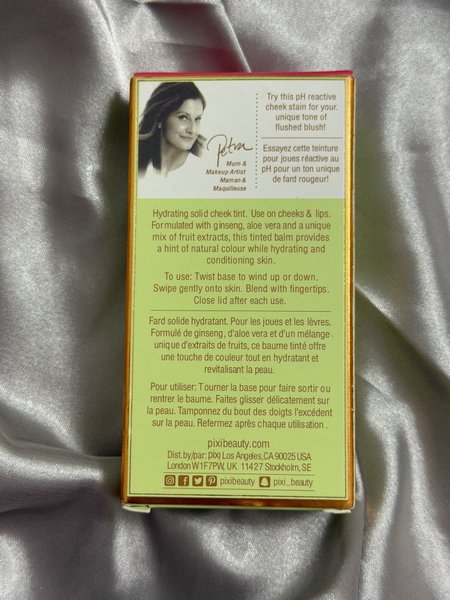 Try this pH reactive
cheek stain for your
unique tone of
flushed blush!
Essayez cette teinture
pour joues réactive au
pH pour un ton unique
de fard rougeur!
Petra
Mum &
Makeup Artist
Maman &
Maquilleuse
Hydrating solid cheek tint. Use on cheeks & lips.
Formulated with ginseng, aloe vera and a unique
mix of fruit extracts, this tinted balm provides a
hint of natural colour while hydrating and
conditioning skin.
To use: Twist base to wind up or down.
Swipe gently onto skin. Blend with fingertips.
Close lid after each use.
Fard solide hydratant. Pour les joues et les lèvres.
Formulé de ginseng, d'aloe vera et d'un mélange
unique d'extraits de fruits, ce baume tinté offre
une touche de couleur tout en hydratant et
revitalisant la peau.
Pour utiliser: Tourner la base pour faire sortir ou
rentrer le baume. Faites glisser délicatement sur
la peau. Tamponnez du bout des doigts l'excédent
sur la peau. Refermez après chaque utilisation.
pixibeauty.com
Dist.by/par: pixi Los Angeles, CA 90025 USA
London W1F7PW, UK 11427 Stockholm, SE
pixibeauty pixi_beauty